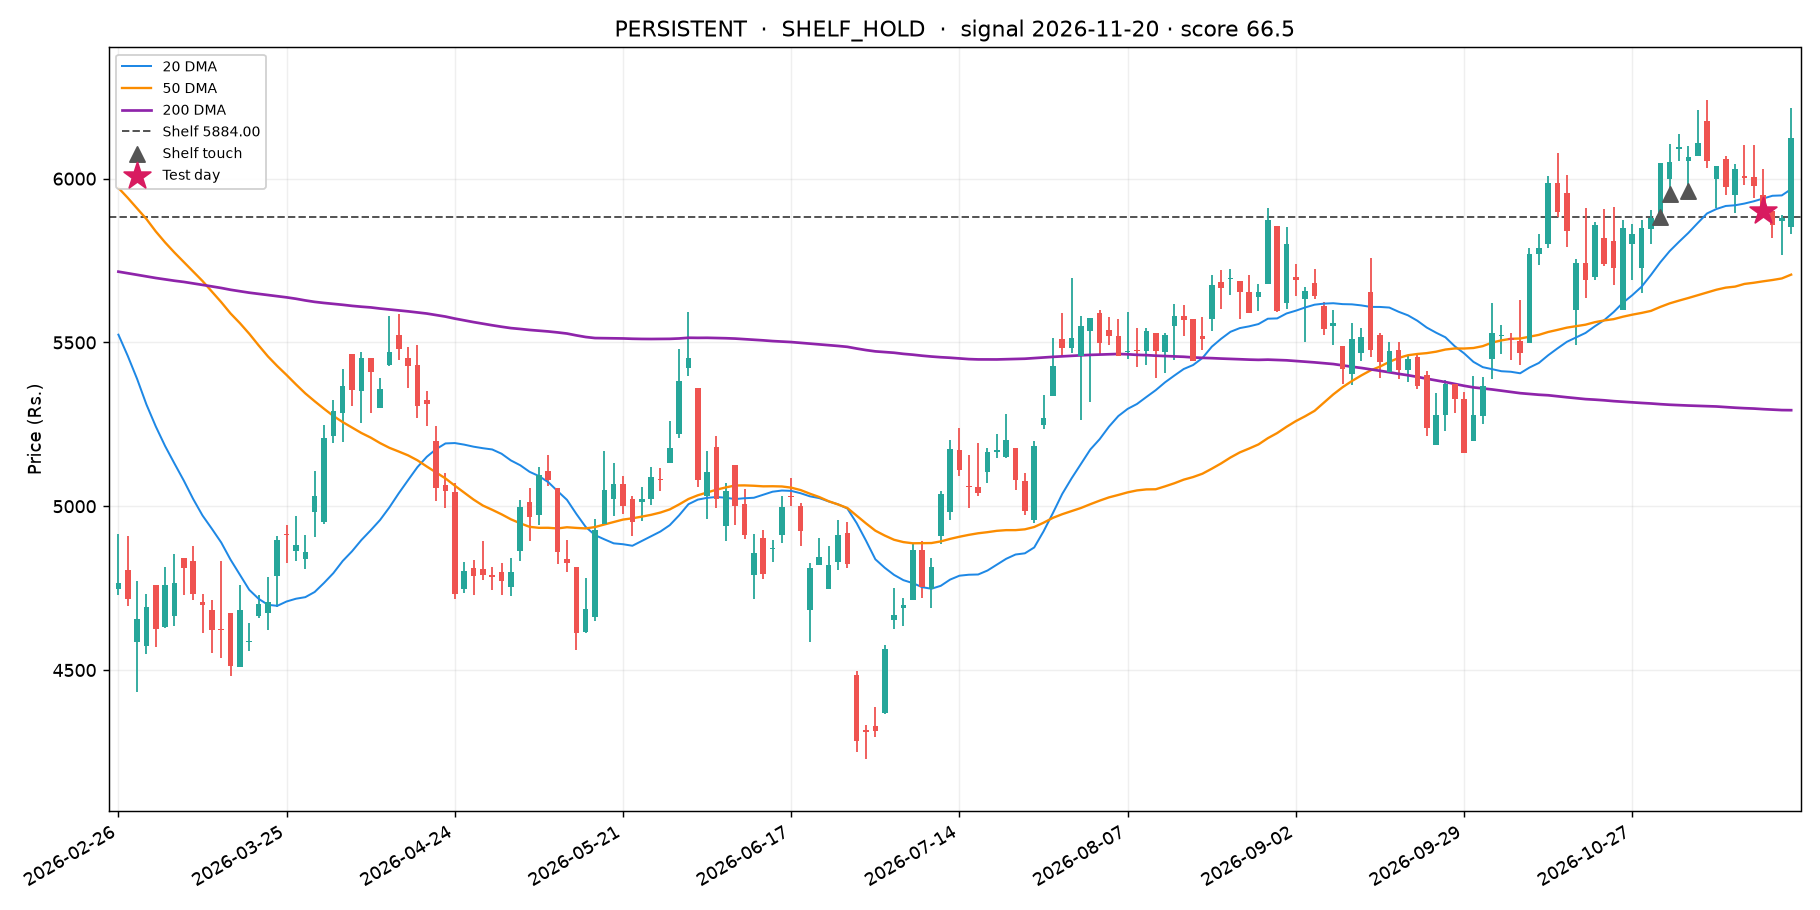 PERSISTENT · SHELF_HOLD · signal 2026-11-20 · score 66.5
20 DMA
50 DMA
200 DMA
Shelf 5884.00
Shelf touch
Test day
Price (Rs.)
6000
5500
5000
4500
2026-02-26
2026-03-25
2026-04-24
2026-05-21
2026-06-17
2026-07-14
2026-08-07
2026-09-02
2026-09-29
2026-10-27